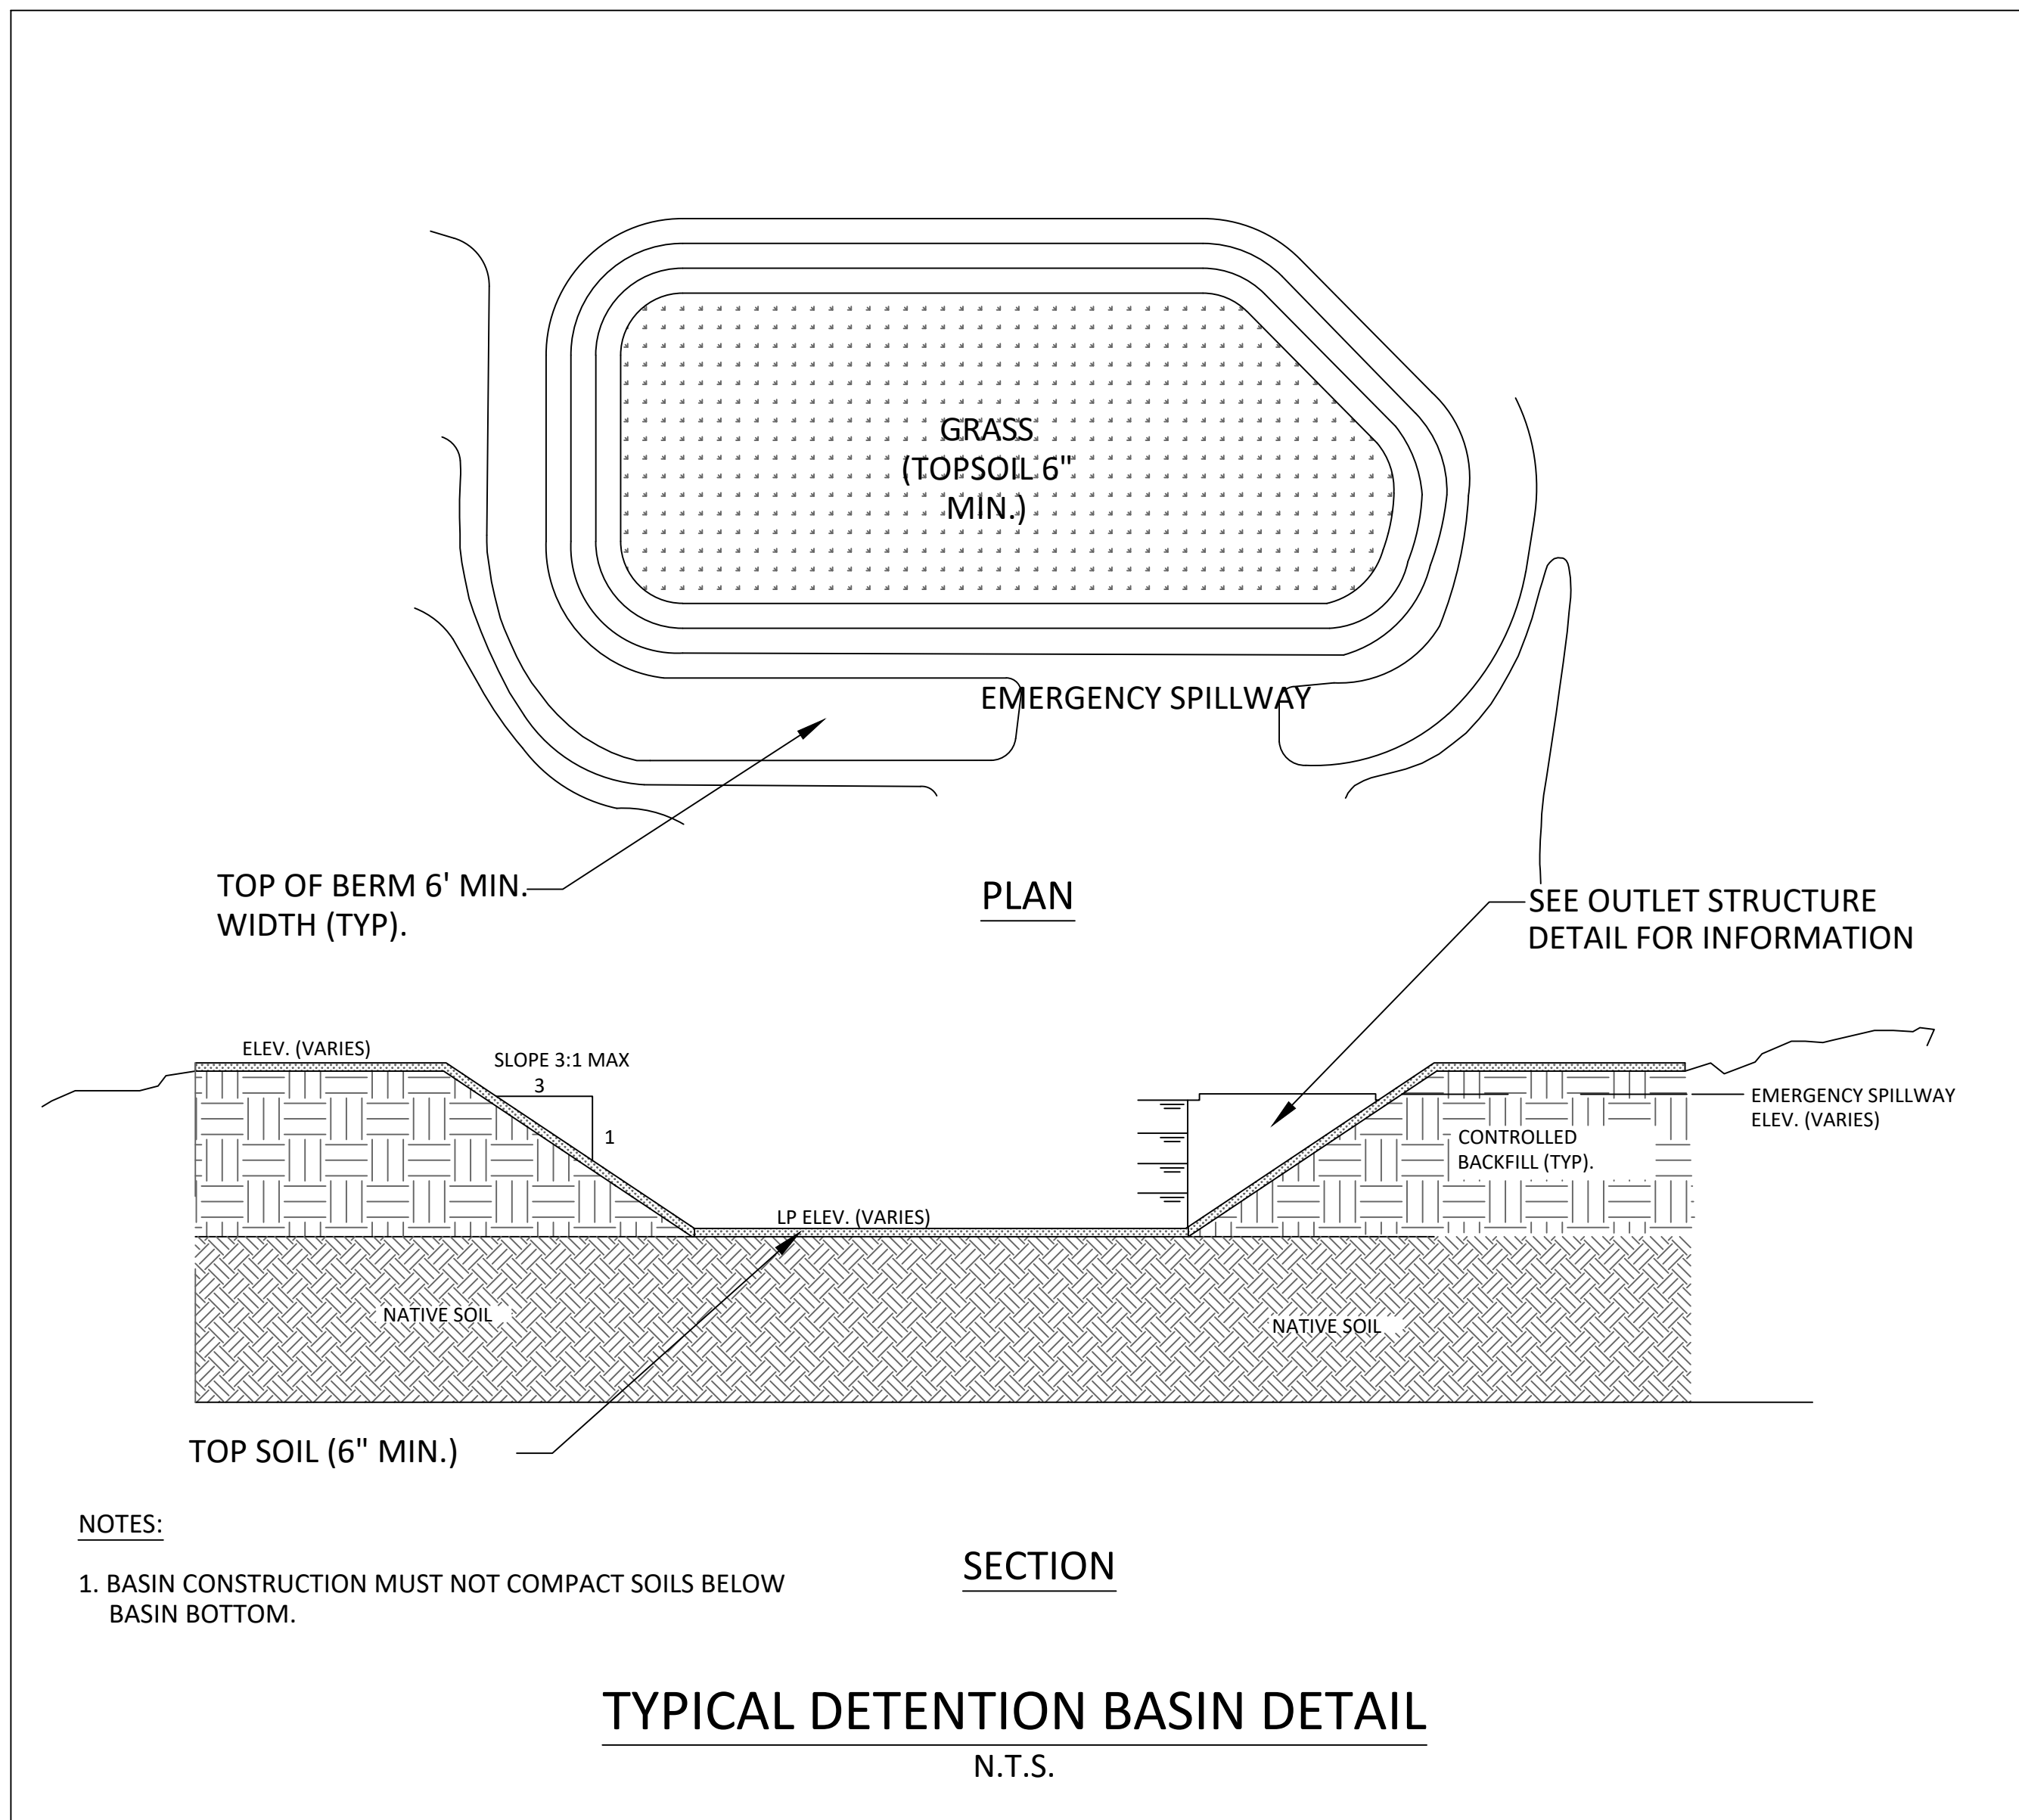 GRASS
(TOPSOIL 6"
MIN.)
EMERGENCY SPILLWAY
TOP OF BERM 6' MIN.
WIDTH (TYP).
PLAN
SEE OUTLET STRUCTURE
DETAIL FOR INFORMATION
ELEV. (VARIES)
SLOPE 3:1 MAX
3
1
EMERGENCY SPILLWAY
ELEV. (VARIES)
CONTROLLED
BACKFILL (TYP).
LP ELEV. (VARIES)
NATIVE SOIL
NATIVE SOIL
TOP SOIL (6" MIN.)
NOTES:
1. BASIN CONSTRUCTION MUST NOT COMPACT SOILS BELOW
BASIN BOTTOM.
SECTION
TYPICAL DETENTION BASIN DETAIL
N.T.S.